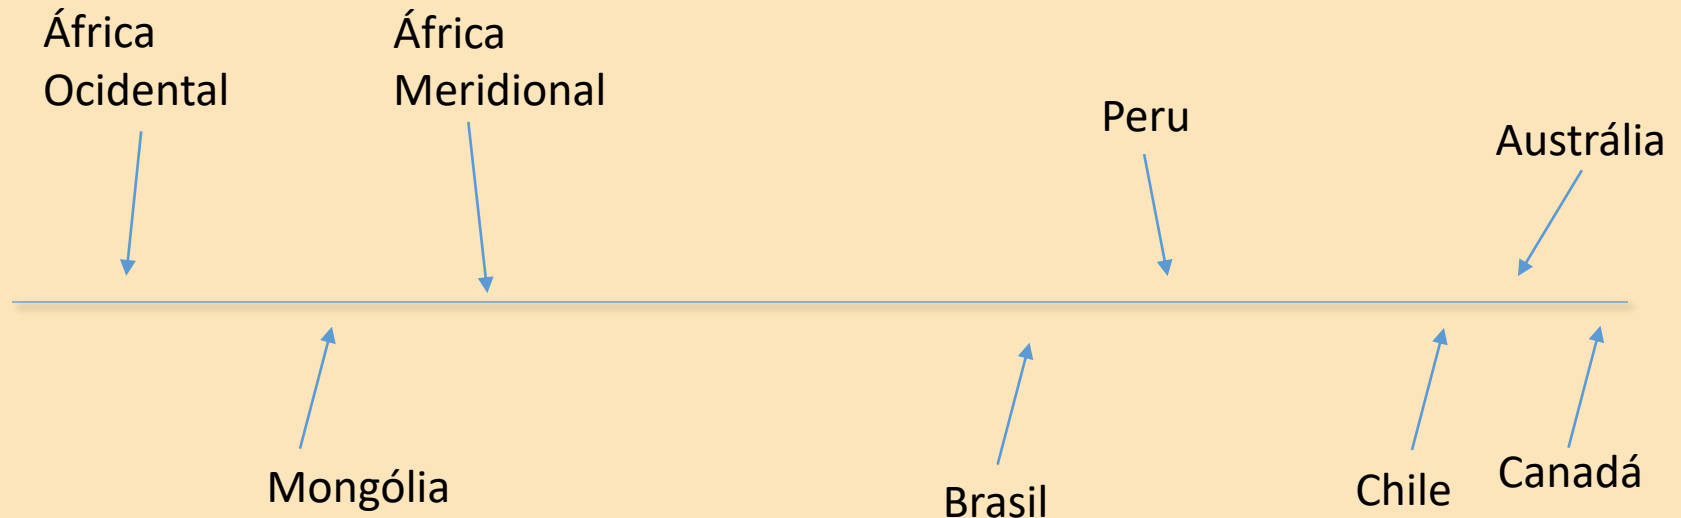 África
Ocidental
África
Meridional
Peru
Austrália
Mongólia
Brasil
Chile
Canadá